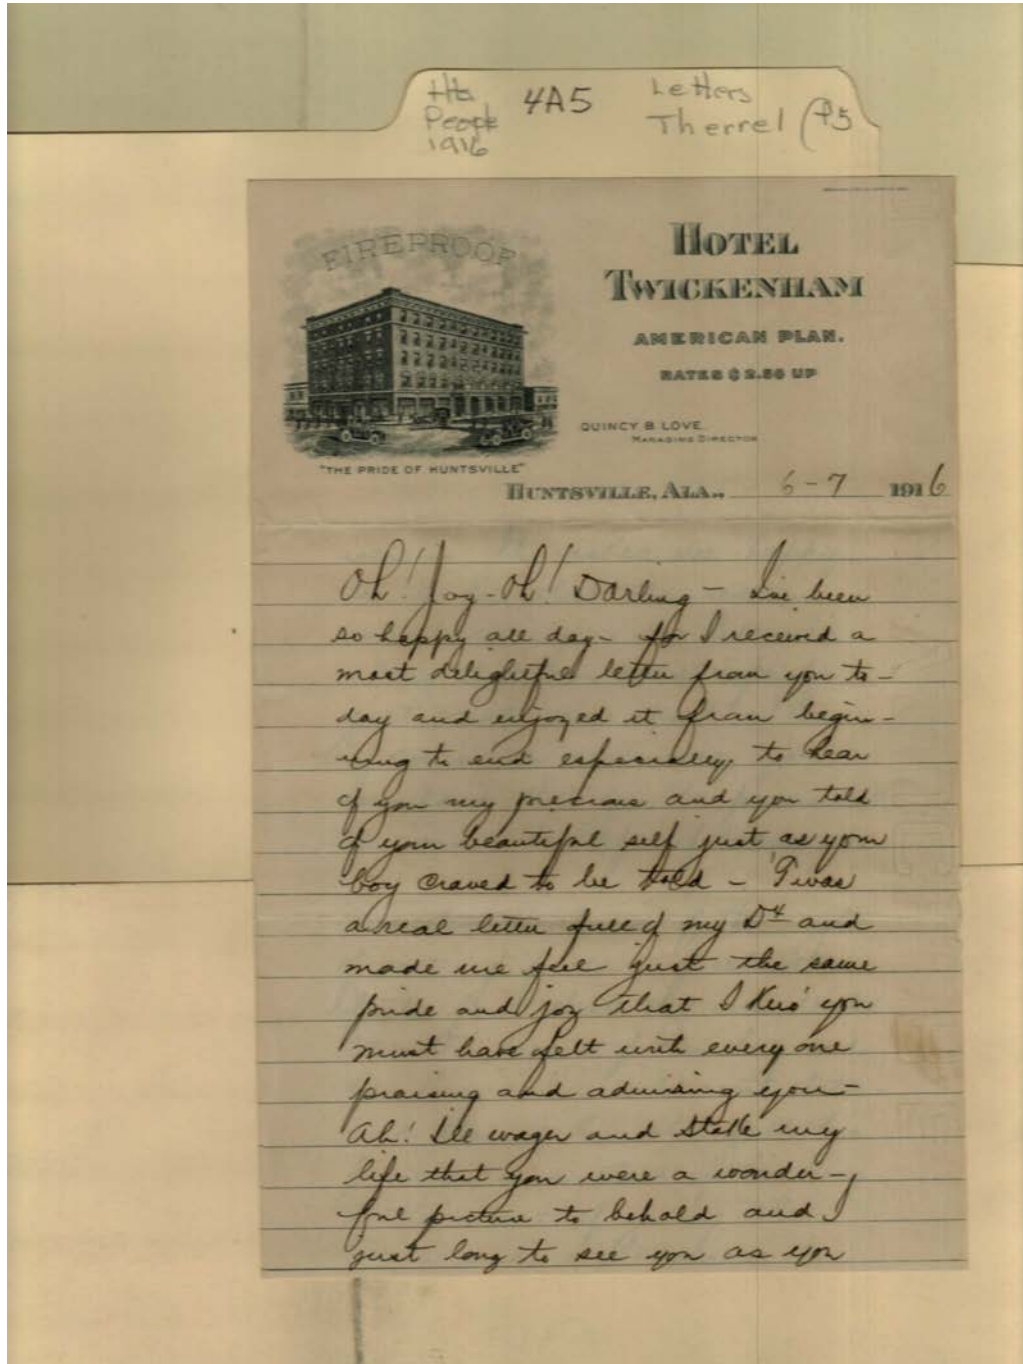 Hts
People
1916
4A5
Letters
Therrel (P5
FIREPROOF
HOTEL
TWICKENHAM
AMERICAN PLAN.
RATES $2.50 UP
QUINCY B. LOVE.
MANAGING DIRECTOR
"THE PRIDE OF HUNTSVILLE"
HUNTSVILLE, ALA., 6-7 1916
Oh! Joy - Oh! Darling - I've been
so happy all day - for I received a
most delightful letter from you to-
day and enjoyed it from begin-
ning to end especially, to hear
of you my precious and you told
of your beautiful self just as your
boy craved to be told - 'Twas
a real letter full of my D and
made me feel just the same
pride and joy that I kno' you
must have felt with every one
praising and admiring you -
Ah! I'll wager and stake my
life that you were a wonder-
ful picture to behold and I
just long to see you as you